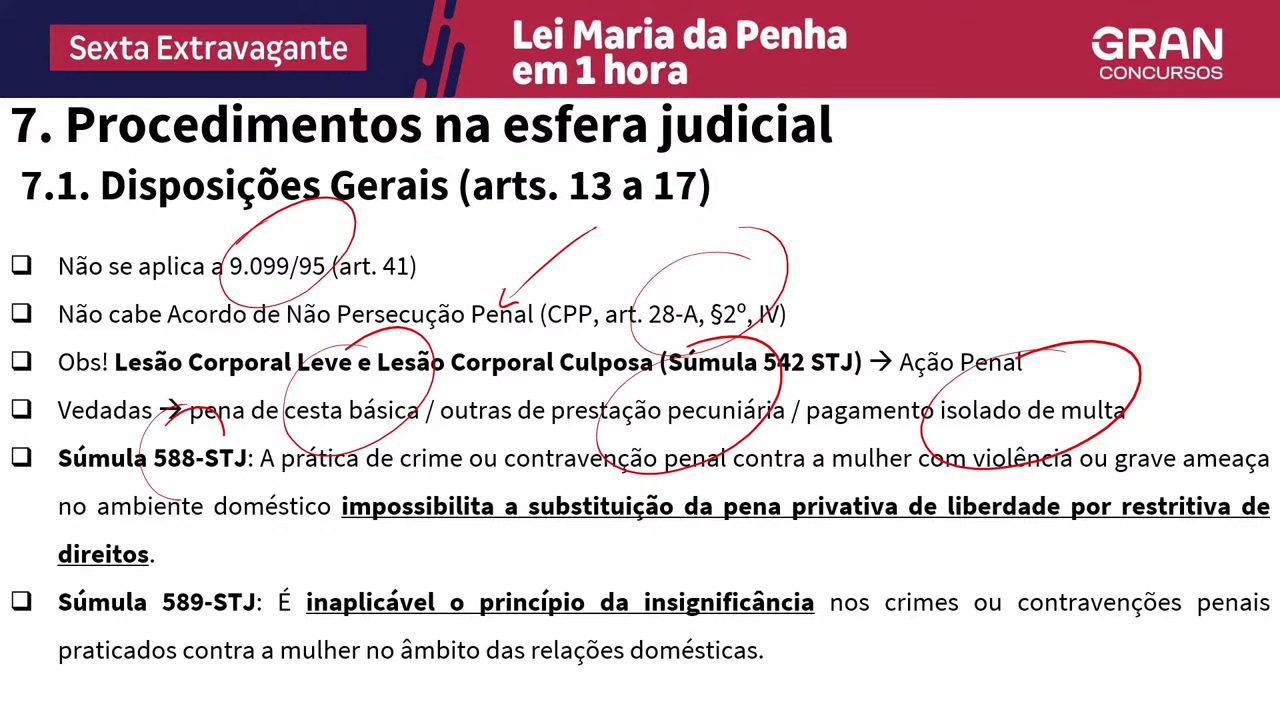 Sexta Extravagante
Lei Maria da Penha
em 1 hora
GRAN
CONCURSOS
7. Procedimentos na esfera judicial
7.1. Disposições Gerais (arts. 13 a 17)
❑ Não se aplica a 9.099/95 (art. 41)
❑ Não cabe Acordo de Não Persecução Penal (CPP, art. 28-A, §2º, IV)
❑ Obs! Lesão Corporal Leve e Lesão Corporal Culposa (Súmula 542 STJ) → Ação Penal
❑ Vedadas → pena de cesta básica / outras de prestação pecuniária / pagamento isolado de multa
❑ Súmula 588-STJ: A prática de crime ou contravenção penal contra a mulher com violência ou grave ameaça
no ambiente doméstico impossibilita a substituição da pena privativa de liberdade por restritiva de
direitos.
❑ Súmula 589-STJ: É inaplicável o princípio da insignificância nos crimes ou contravenções penais
praticados contra a mulher no âmbito das relações domésticas.